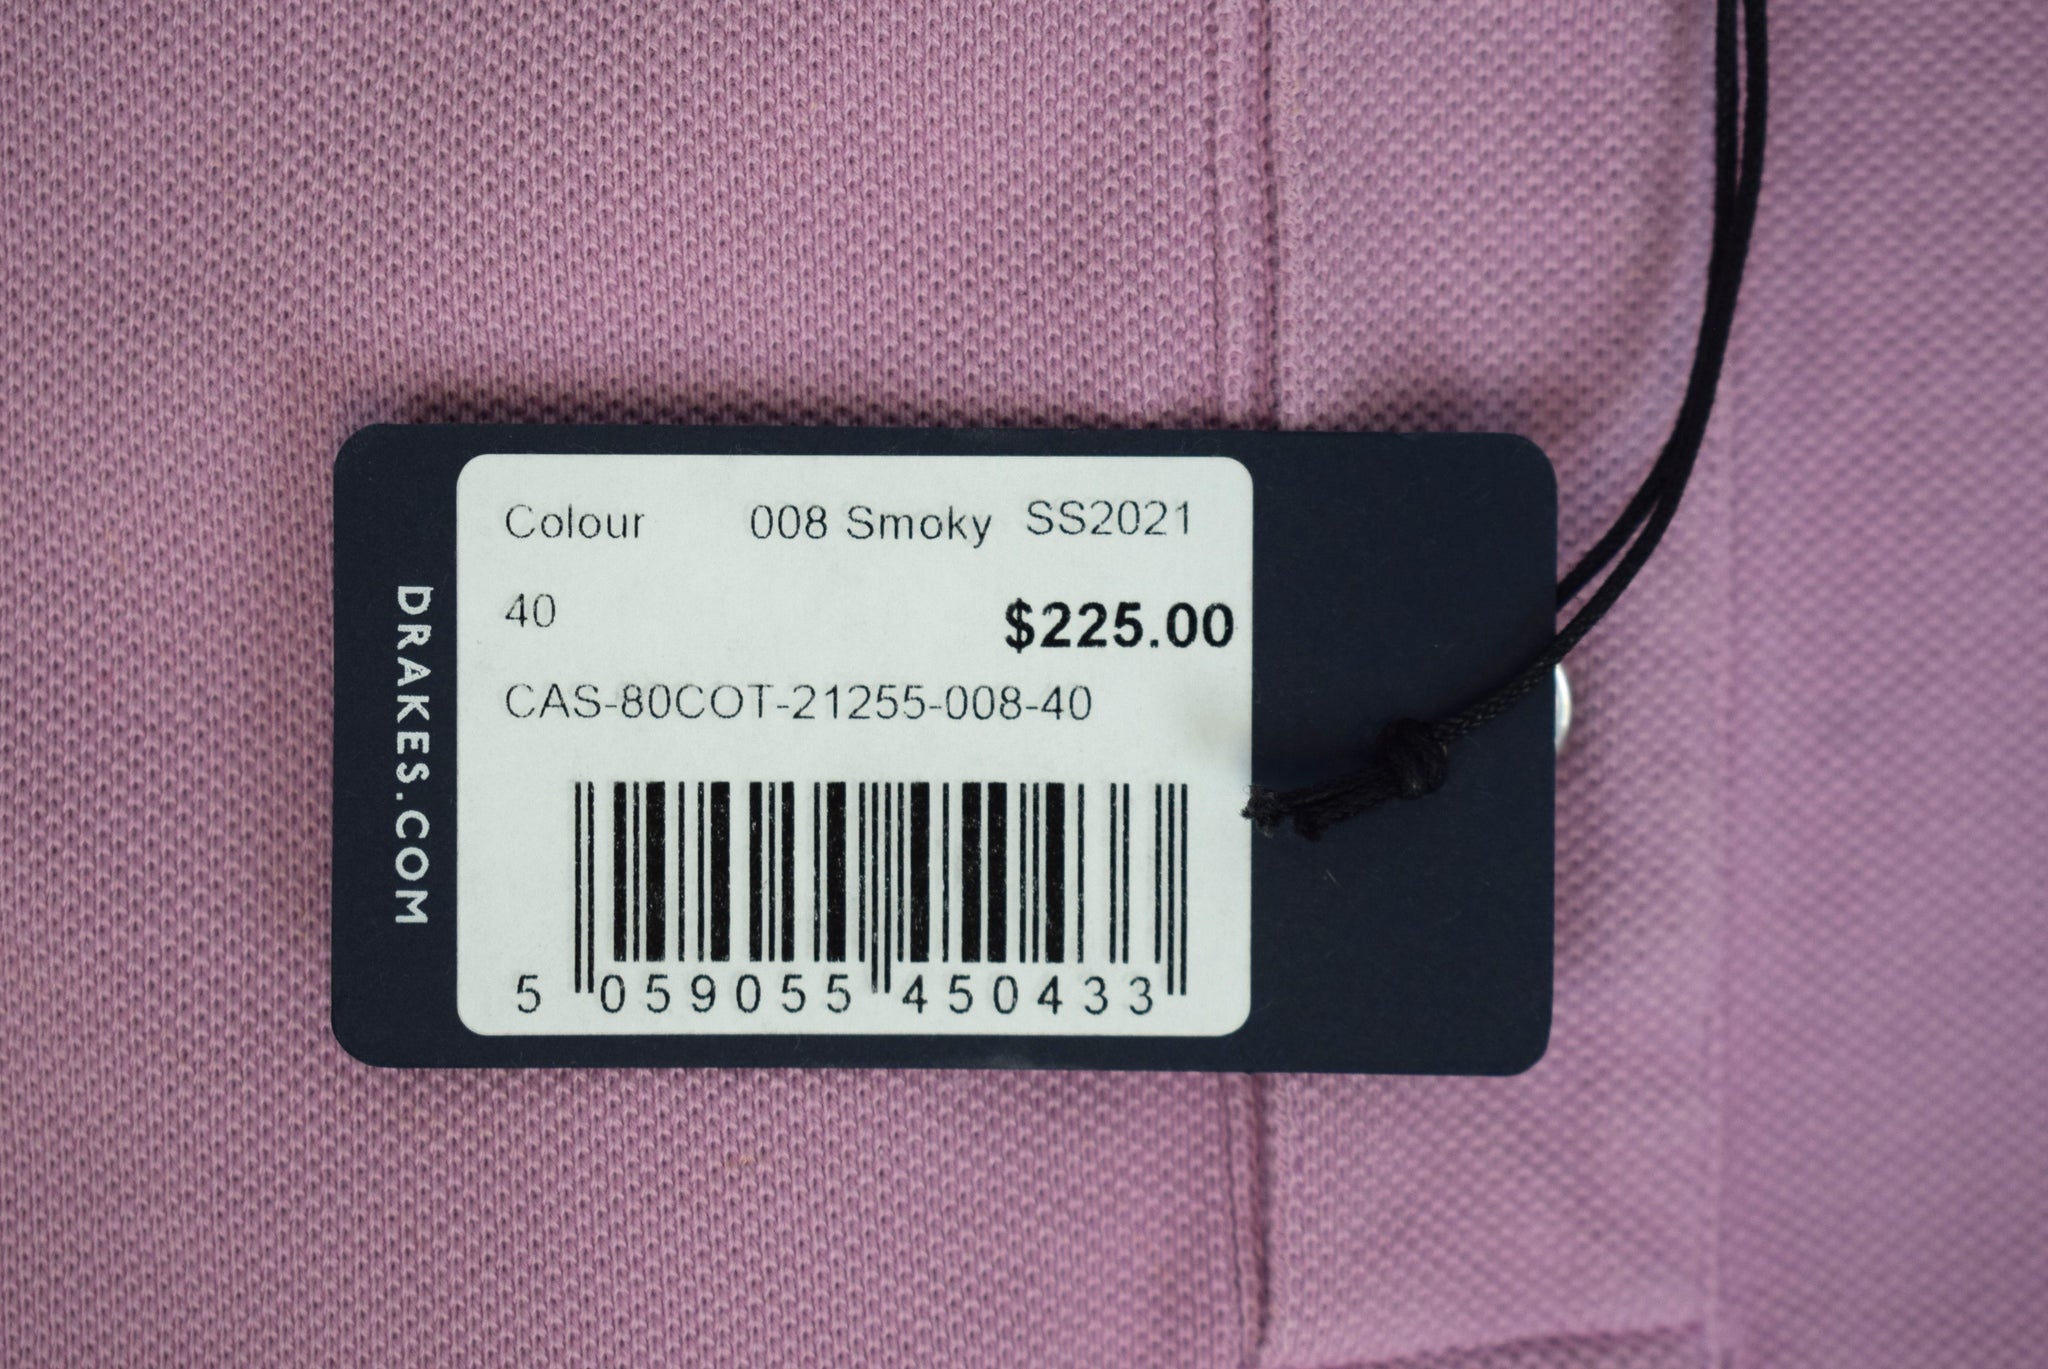 DRAKES.COM
Colour 008 Smoky SS2021
40 $225.00
CAS-80COT-21255-008-40
5 059055 450433